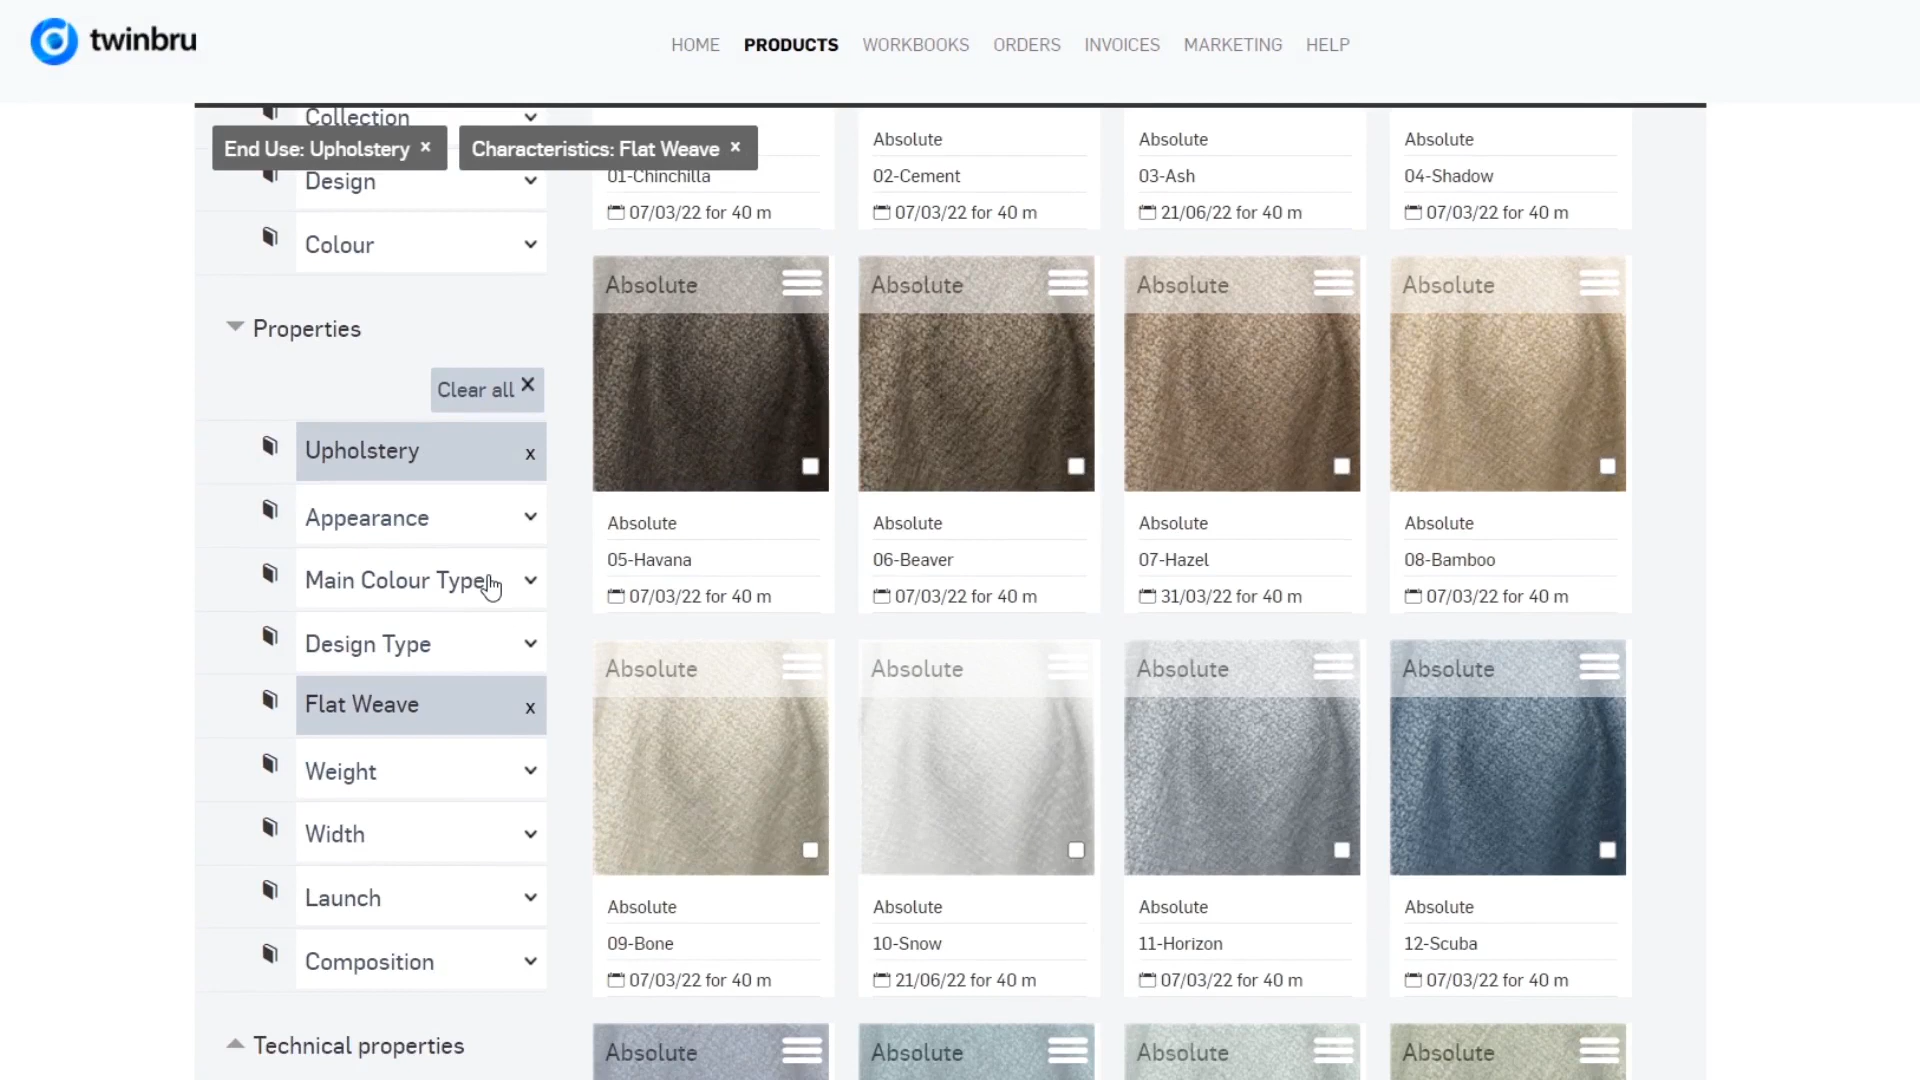 twinbru
HOME PRODUCTS WORKBOOKS ORDERS INVOICES MARKETING HELP
Collection
End Use: Upholstery x
Characteristics: Flat Weave x
Design
Colour
Properties
Clear all X
Upholstery x
Appearance
Main Colour Type
Design Type
Flat Weave x
Weight
Width
Launch
Composition
Technical properties
01-Chinchilla
07/03/22 for 40 m
Absolute
02-Cement
07/03/22 for 40 m
Absolute
03-Ash
21/06/22 for 40 m
Absolute
04-Shadow
07/03/22 for 40 m
Absolute
Absolute
05-Havana
07/03/22 for 40 m
Absolute
Absolute
06-Beaver
07/03/22 for 40 m
Absolute
Absolute
07-Hazel
31/03/22 for 40 m
Absolute
Absolute
08-Bamboo
07/03/22 for 40 m
Absolute
Absolute
09-Bone
07/03/22 for 40 m
Absolute
Absolute
10-Snow
21/06/22 for 40 m
Absolute
Absolute
11-Horizon
07/03/22 for 40 m
Absolute
Absolute
12-Scuba
07/03/22 for 40 m
Absolute
Absolute
Absolute
Absolute